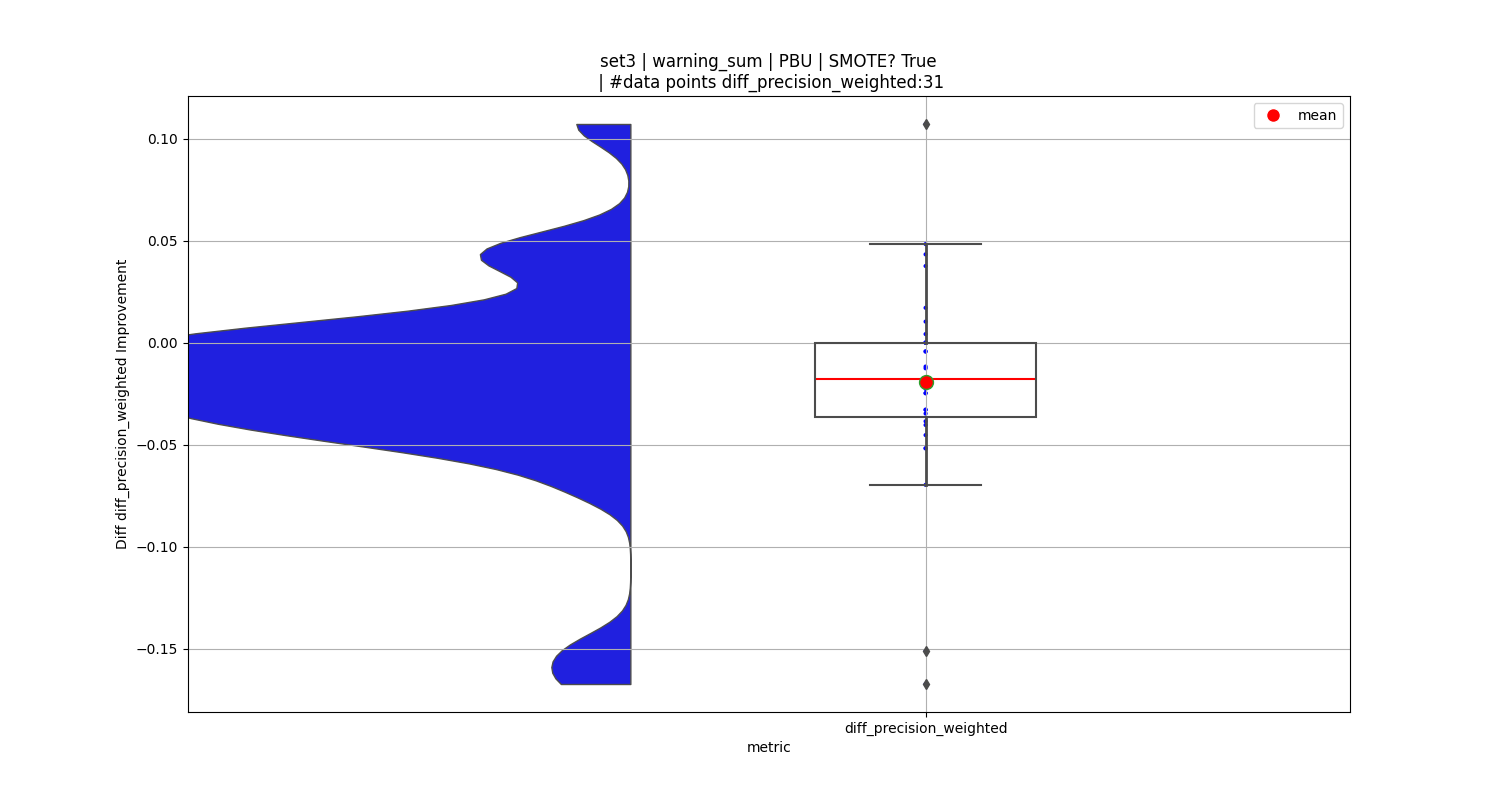 set3 | warning_sum | PBU | SMOTE? True
| #data points diff_precision_weighted:31
mean
0.10
0.05
0.00
−0.05
−0.10
−0.15
Diff diff_precision_weighted Improvement
diff_precision_weighted
metric